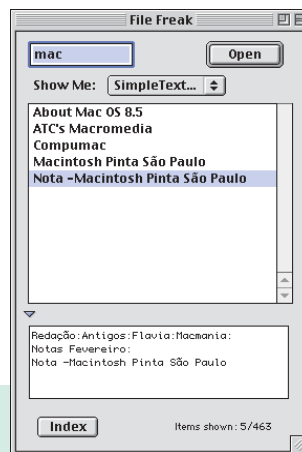 File Freak
mac
Open
Show Me: SimpleText...
About Mac OS 8.5
ATC's Macromedia
Compumac
Macintosh Pinta São Paulo
Nota -Macintosh Pinta São Paulo
Redação:Antigos:Flavia:Macmania:
Notas Fevereiro:
Nota -Macintosh Pinta São Paulo
Index
Items shown: 5/463